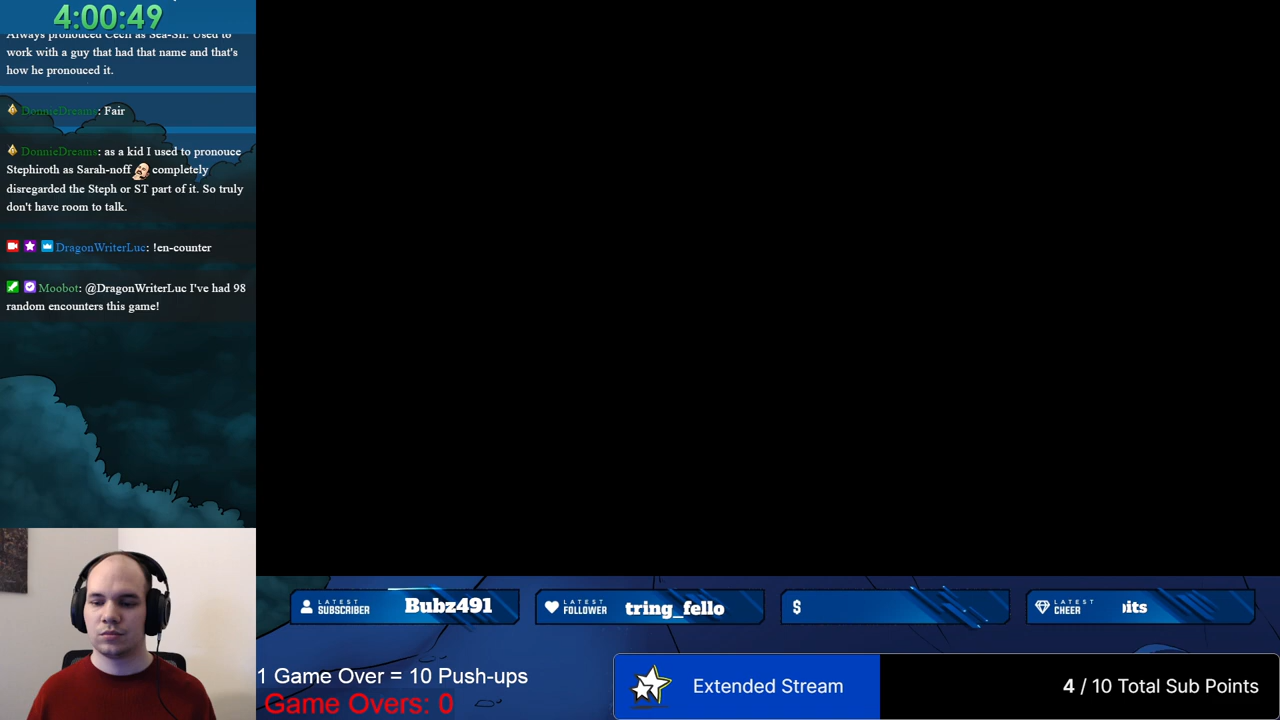 4:00:49
Always pronouced Cecil as Sea-Sil. Used to
work with a guy that had that name and that's
how he pronouced it.
DonnieDreams: Fair
DonnieDreams: as a kid I used to pronouce
Stephiroth as Sarah-noff completely
disregarded the Steph or ST part of it. So truly
don't have room to talk.
DragonWriterLuc: !en-counter
Moobot: @DragonWriterLuc I've had 98
random encounters this game!
LATEST
SUBSCRIBER
Bubz491
LATEST
FOLLOWER
tring_fello
$
LATEST
CHEER
its
1 Game Over = 10 Push-ups
Game Overs: 0
Extended Stream
4 / 10 Total Sub Points